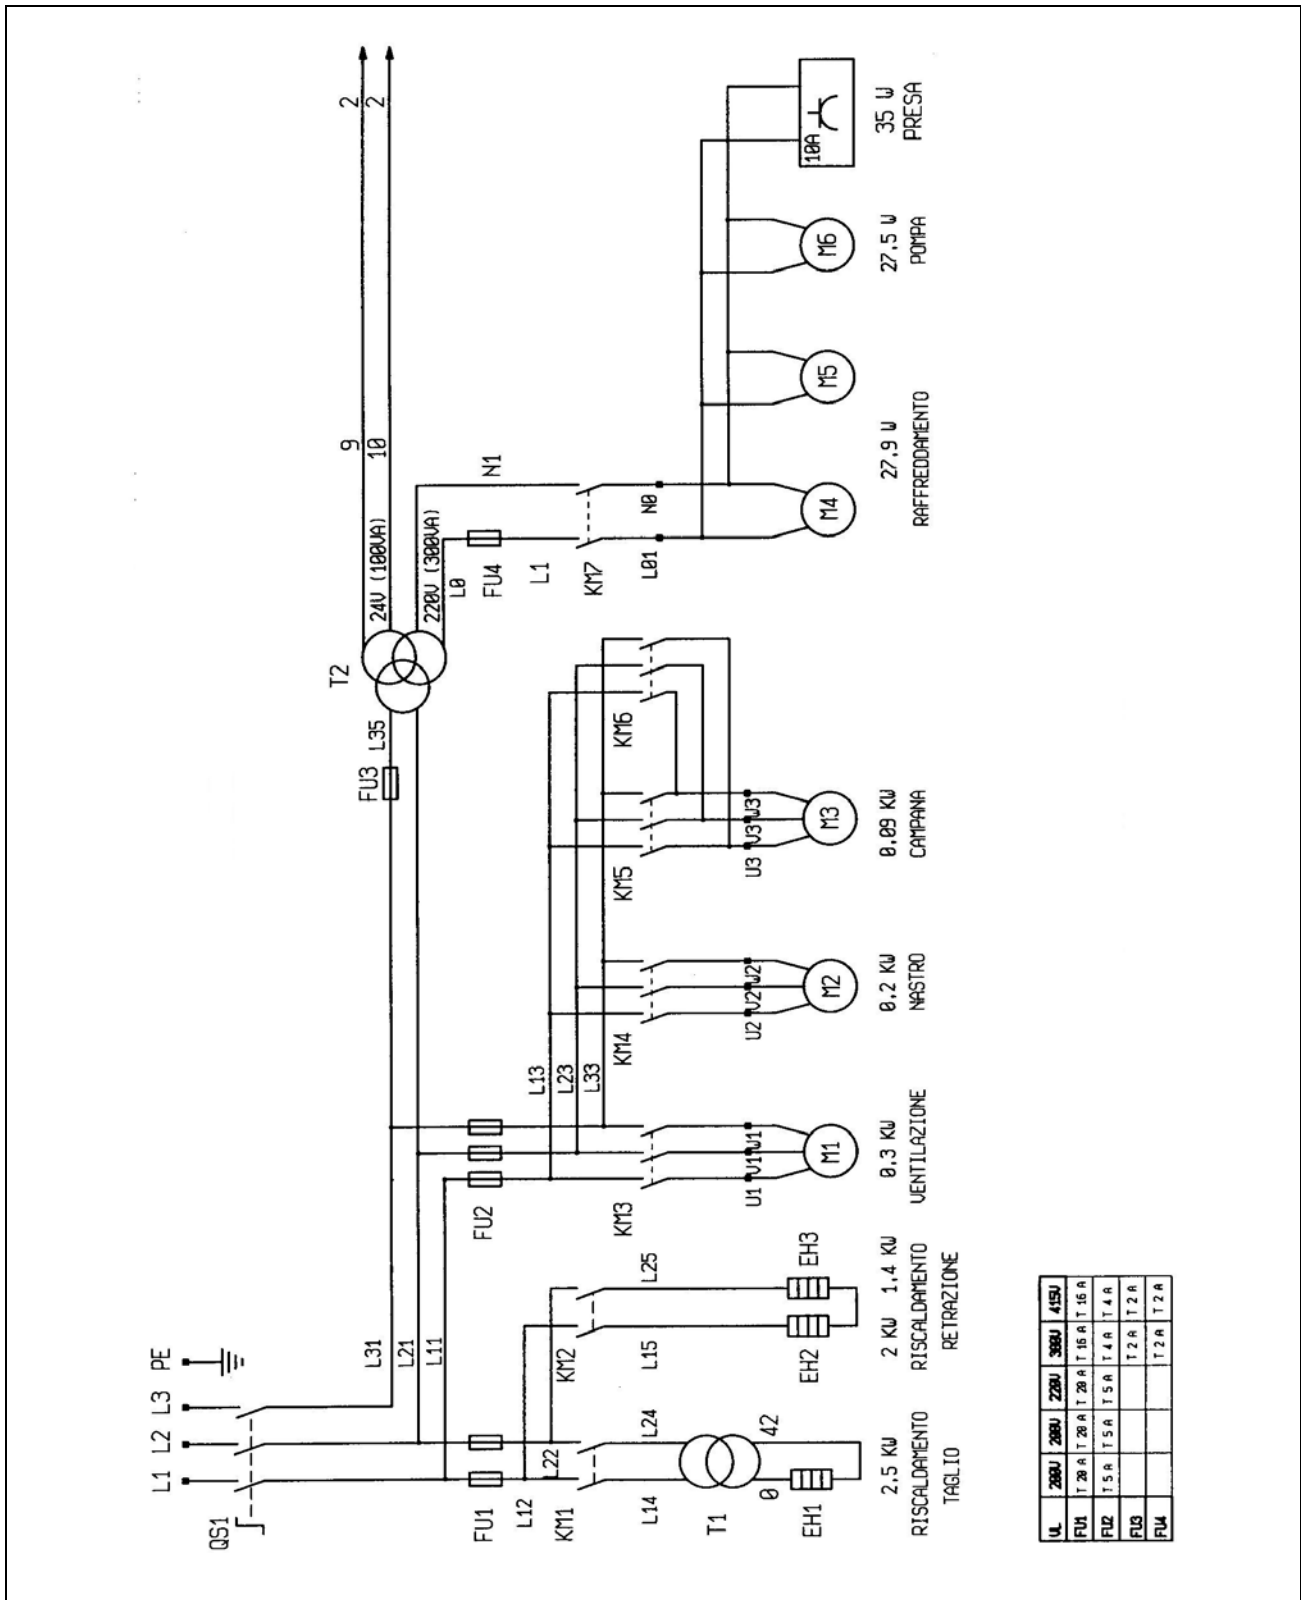 L1
L2
L3
PE
QS1
L31
L21
L11
FU1
L12
L22
KM1
L14
L24
T1
0
42
EH1
2.5 KW
RISCALDAMENTO
TAGLIO
KM2
L15
L25
EH2
EH3
2 KW
1.4 KW
RISCALDAMENTO
RETRAZIONE
FU2
KM3
U1
V1
W1
M1
0.3 KW
VENTILAZIONE
L13
L23
L33
KM4
U2
V2
W2
M2
0.2 KW
NASTRO
KM5
KM6
U3
V3
W3
M3
0.09 KW
CAMPANA
FU3
L35
T2
24V (100VA)
220V (300VA)
9
10
2
2
L0
FU4
L1
N1
KM7
L01
N0
M4
M5
27.9 W
RAFFREDDAMENTO
M6
27.5 W
POMPA
10A
35 W
PRESA
FU1 T 20 A T 20 A T 20 A T 16 A T 16 A
FU2 T 5 A T 5 A T 5 A T 4 A T 4 A
FU3 T 2 A T 2 A
FU4 T 2 A T 2 A